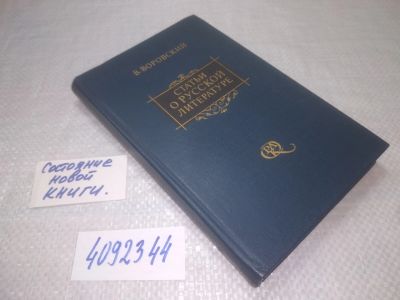 В. ВОРОВСКИЙ
СТАТЬИ
О РУССКОЙ
ЛИТЕРАТУРЕ
Состояние
новой
книги.
4092344